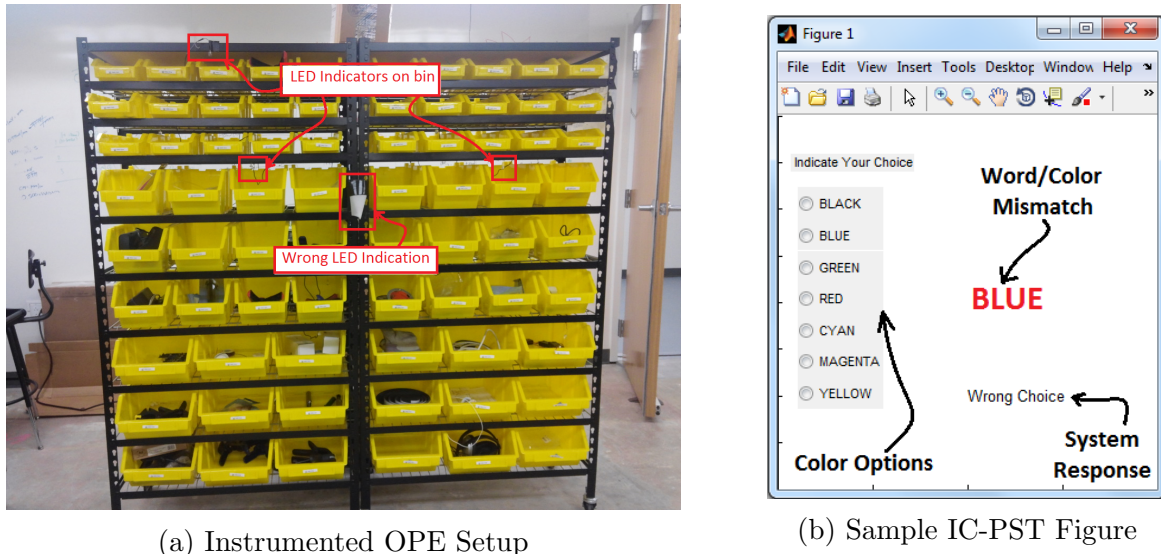 LED Indicators on bin
Wrong LED Indication
(a) Instrumented OPE Setup
Figure 1
File Edit View Insert Tools Desktop Window Help
Indicate Your Choice
BLACK
BLUE
GREEN
RED
CYAN
MAGENTA
YELLOW
Word/Color
Mismatch
BLUE
Wrong Choice
Color Options
System
Response
(b) Sample IC-PST Figure